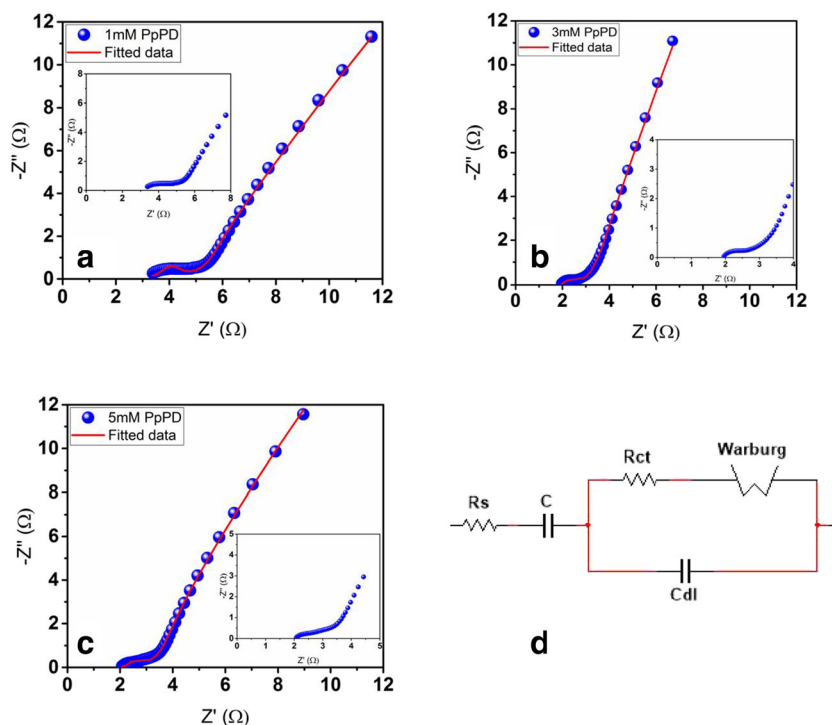 1mM PpPD
Fitted data
-Z" (Ω)
12
10
8
6
4
2
0
0 2 4 6 8 10 12
Z' (Ω)
-Z" (Ω)
8
6
4
2
0
0 2 4 6 8
Z' (Ω)
a
3mM PpPD
Fitted data
-Z" (Ω)
12
10
8
6
4
2
0
0 2 4 6 8 10 12
Z' (Ω)
-Z" (Ω)
4
3
2
1
0
0 1 2 3 4
Z' (Ω)
b
5mM PpPD
Fitted data
-Z" (Ω)
12
10
8
6
4
2
0
0 2 4 6 8 10 12
Z' (Ω)
-Z" (Ω)
5
4
3
2
1
0
0 1 2 3 4 5
Z' (Ω)
c
Rs
C
Rct
Warburg
Cdl
d